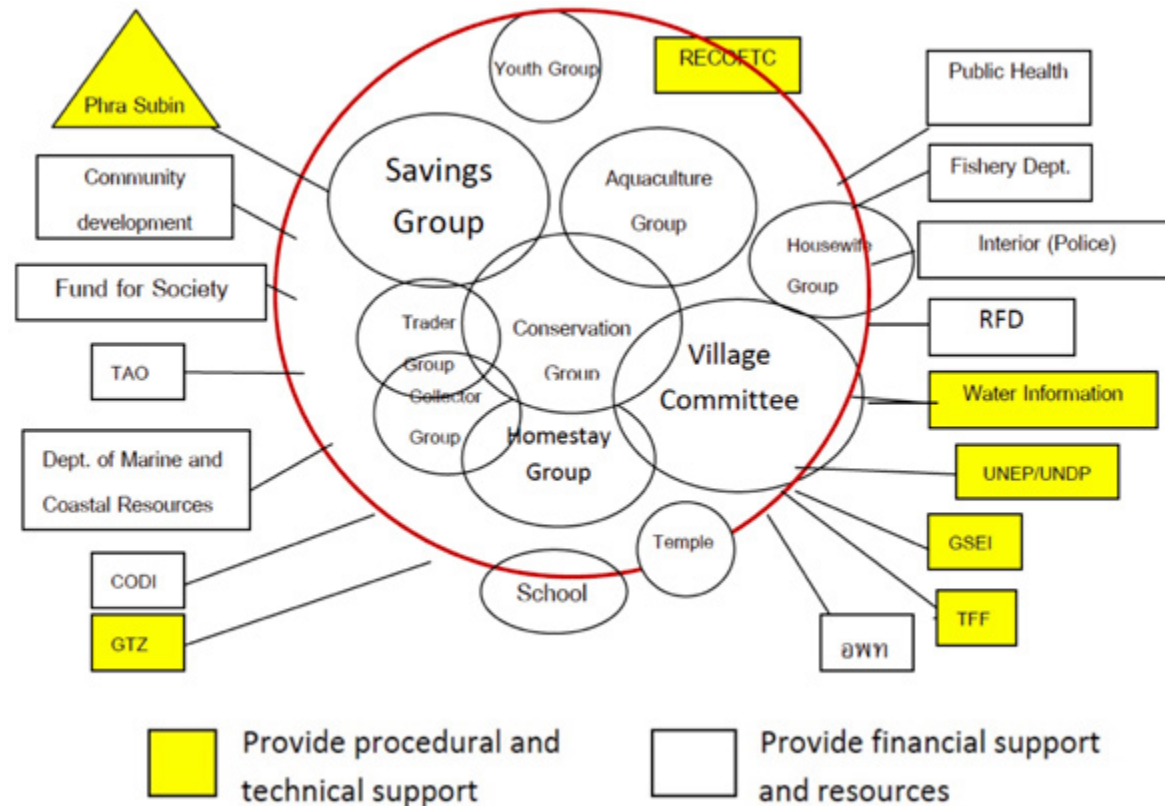 Youth Group
RECOFTC
Public Health
Phra Subin
Savings
Group
Aquaculture
Group
Community
development
Fishery Dept.
Housewife
Group
Interior (Police)
Fund for Society
Trader
Group
Conservation
Group
RFD
Village
Committee
TAO
Water Information
Collector
Group
Homestay
Group
Dept. of Marine and
Coastal Resources
UNEP/UNDP
GSEI
Temple
CODI
School
TFF
GTZ
อพท
Provide procedural and
technical support
Provide financial support
and resources